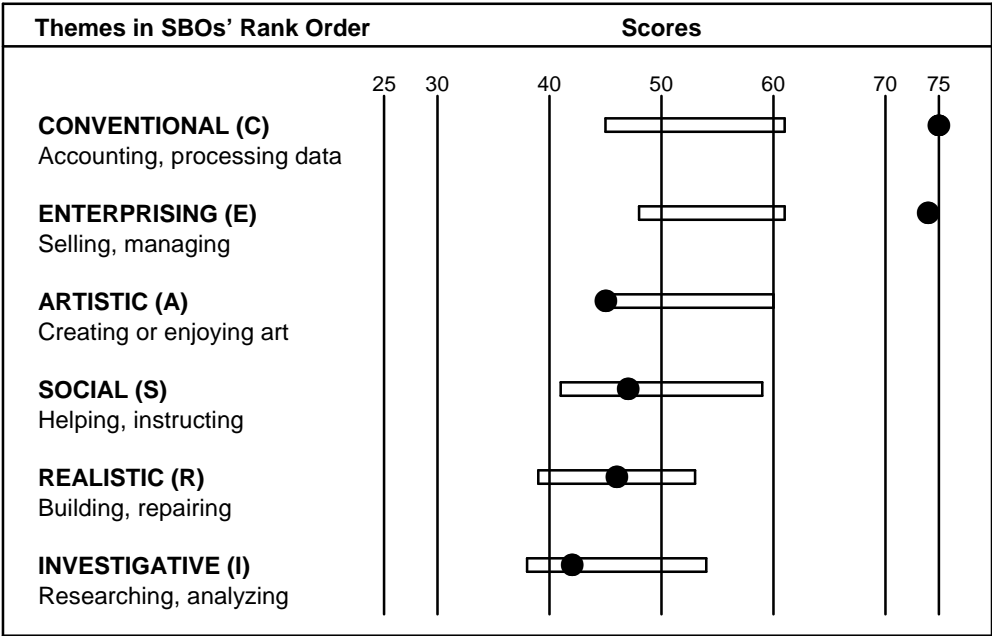 Themes in SBOs’ Rank Order Scores
25 30 40 50 60 70 75
CONVENTIONAL (C)
Accounting, processing data
ENTERPRISING (E)
Selling, managing
ARTISTIC (A)
Creating or enjoying art
SOCIAL (S)
Helping, instructing
REALISTIC (R)
Building, repairing
INVESTIGATIVE (I)
Researching, analyzing